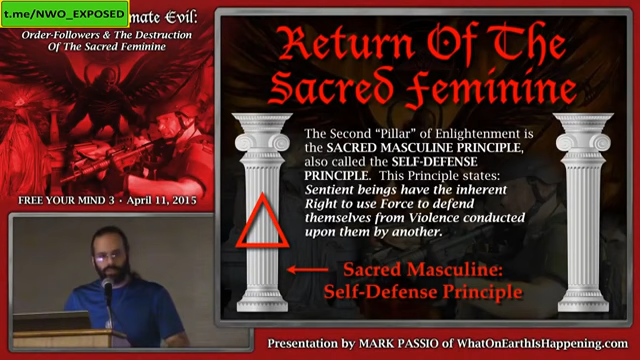 t.me/NWO_EXPOSED
mate Evil:
Order-Followers & The Destruction
Of The Sacred Feminine
FREE YOUR MIND 3 · April 11, 2015
Return Of The
Sacred Feminine
The Second “Pillar” of Enlightenment is
the SACRED MASCULINE PRINCIPLE,
also called the SELF-DEFENSE
PRINCIPLE. This Principle states:
Sentient beings have the inherent
Right to use Force to defend
themselves from Violence conducted
upon them by another.
Sacred Masculine:
Self-Defense Principle
Presentation by MARK PASSIO of WhatOnEarthIsHappening.com